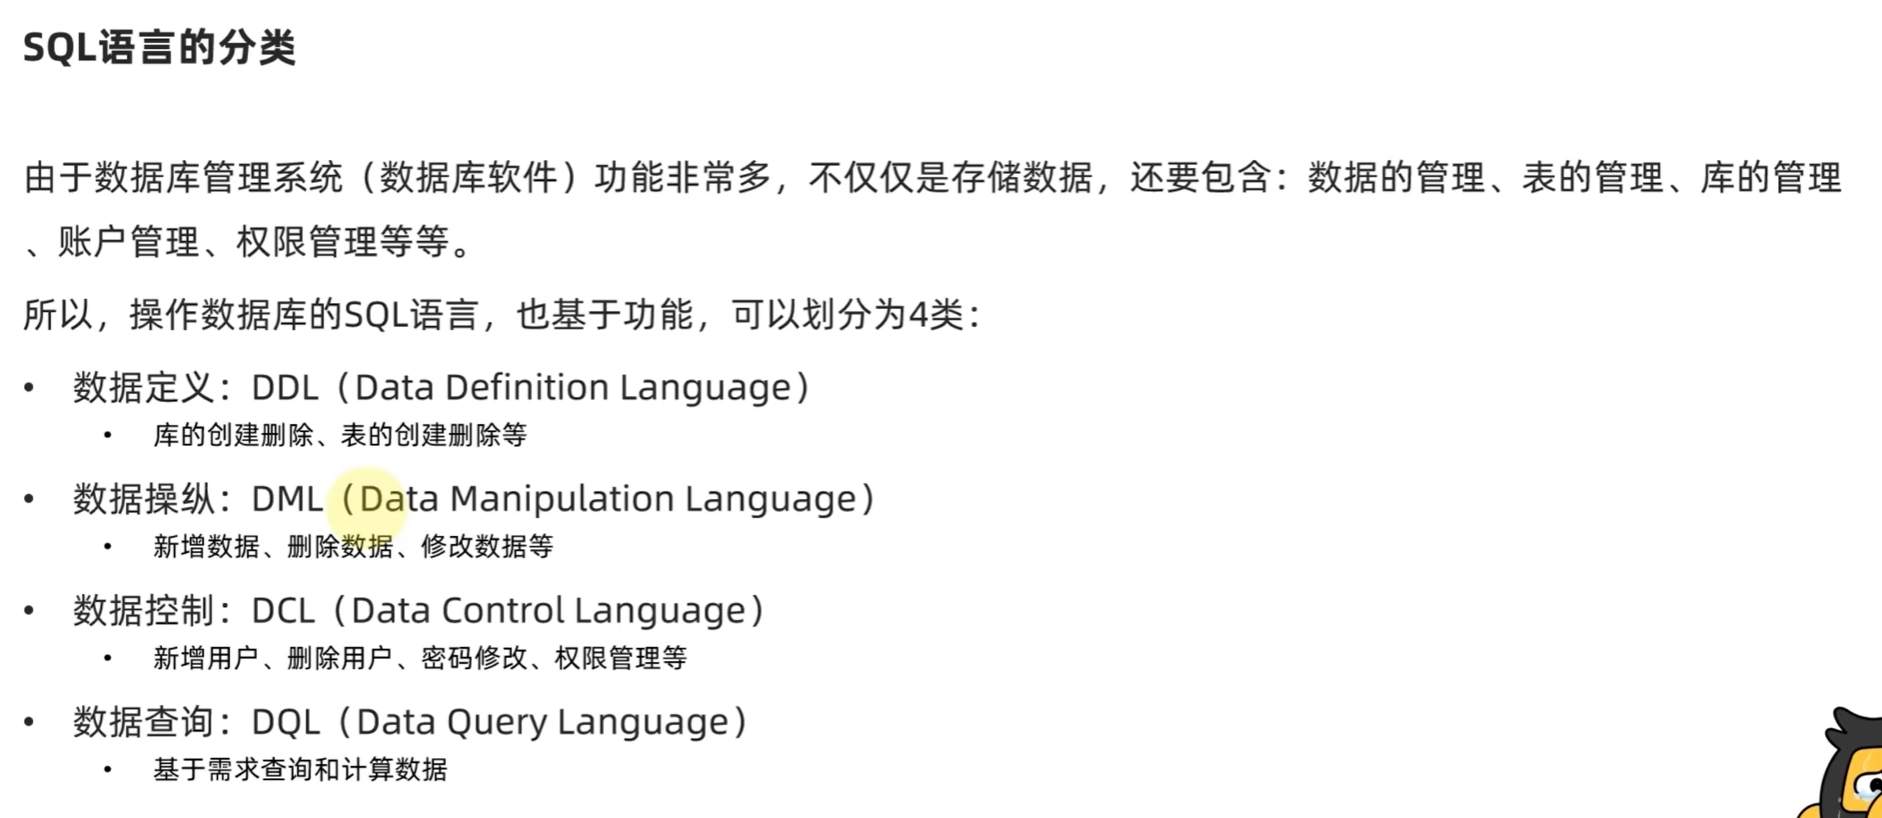 SQL语言的分类
由于数据库管理系统（数据库软件）功能非常多，不仅仅是存储数据，还要包含：数据的管理、表的管理、库的管理
、账户管理、权限管理等等。
所以，操作数据库的SQL语言，也基于功能，可以划分为4类：
• 数据定义：DDL（Data Definition Language）
• 库的创建删除、表的创建删除等
• 数据操纵：DML（Data Manipulation Language）
• 新增数据、删除数据、修改数据等
• 数据控制：DCL（Data Control Language）
• 新增用户、删除用户、密码修改、权限管理等
• 数据查询：DQL（Data Query Language）
• 基于需求查询和计算数据